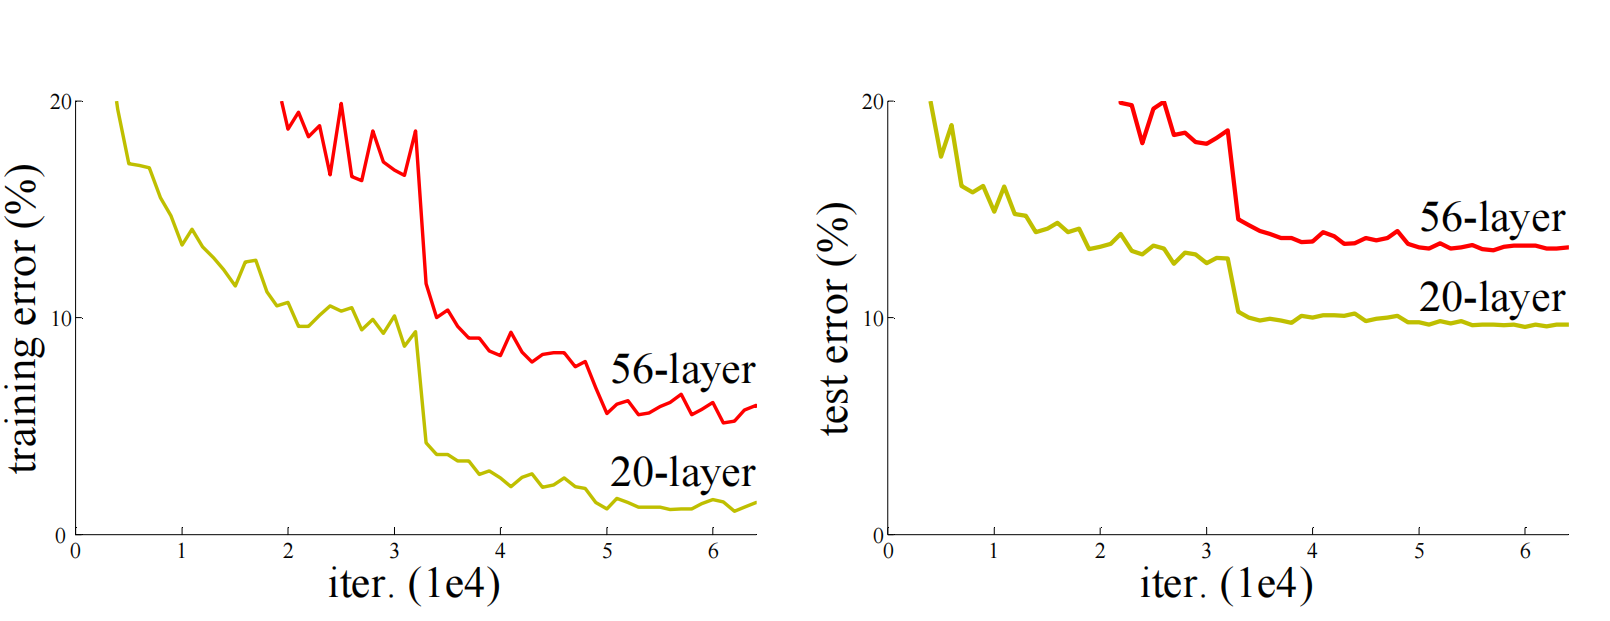 training error (%)
20
10
0
0 1 2 3 4 5 6
iter. (1e4)
56-layer
20-layer
test error (%)
20
10
0
0 1 2 3 4 5 6
iter. (1e4)
56-layer
20-layer